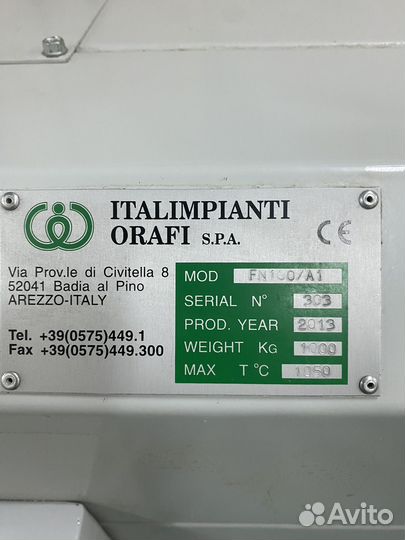 ITALIMPIANTI
ORAFI S.P.A.
CE
Via Prov.le di Civitella 8
52041 Badia al Pino
AREZZO-ITALY
Tel. +39(0575)449.1
Fax +39(0575)449.300
MOD
SERIAL N° 303
PROD. YEAR 2013
WEIGHT KG 1000
MAX T °C 1050
Avito